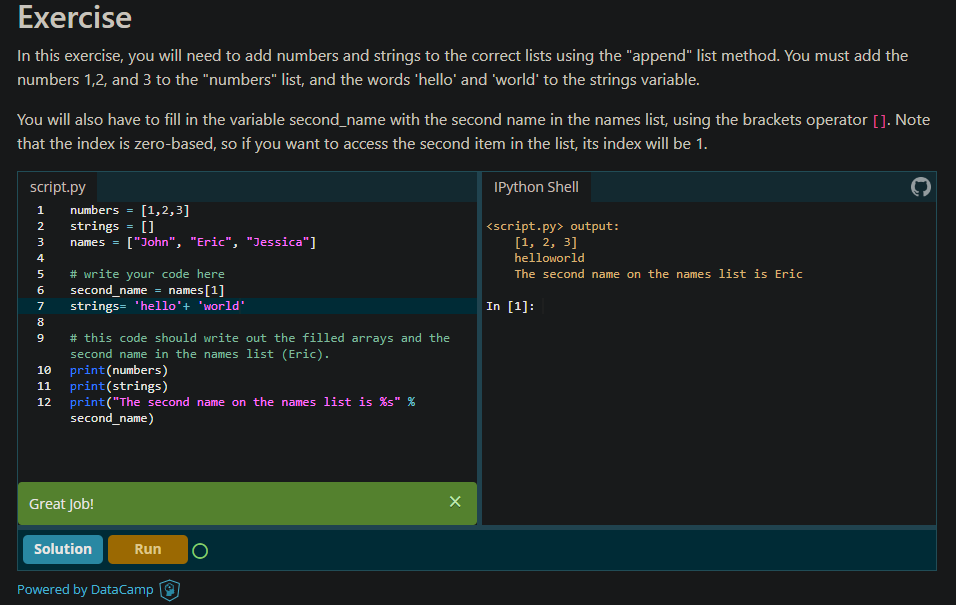 Exercise
In this exercise, you will need to add numbers and strings to the correct lists using the "append" list method. You must add the
numbers 1,2, and 3 to the "numbers" list, and the words 'hello' and 'world' to the strings variable.
You will also have to fill in the variable second_name with the second name in the names list, using the brackets operator []. Note
that the index is zero-based, so if you want to access the second item in the list, its index will be 1.
script.py
1 numbers = [1,2,3]
2 strings = []
3 names = ["John", "Eric", "Jessica"]
4
5 # write your code here
6 second_name = names[1]
7 strings= 'hello'+ 'world'
8
9 # this code should write out the filled arrays and the
second name in the names list (Eric).
10 print(numbers)
11 print(strings)
12 print("The second name on the names list is %s" %
second_name)
Great Job!
Solution
Run
IPython Shell
<script.py> output:
[1, 2, 3]
helloworld
The second name on the names list is Eric
In [1]:
Powered by DataCamp